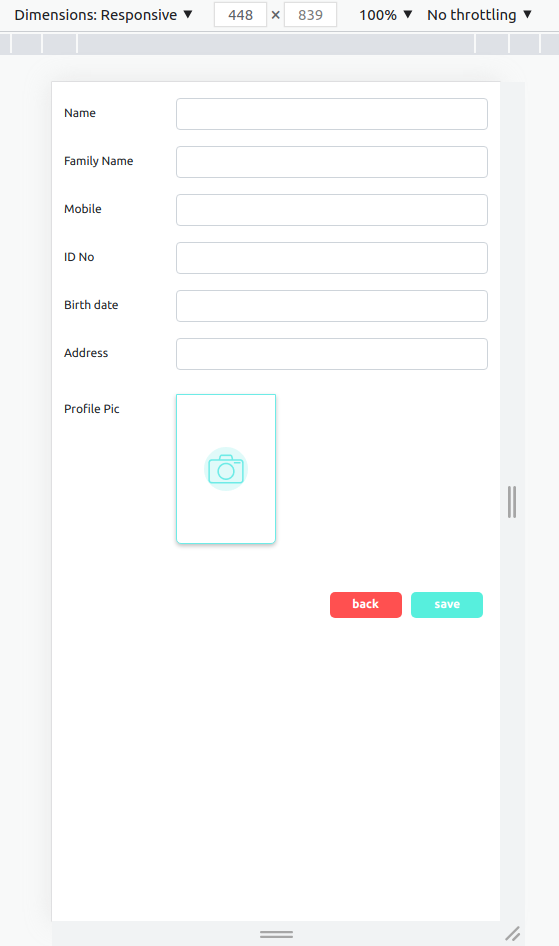 Dimensions: Responsive ▼ 448 × 839 100% ▼ No throttling ▼
Name
Family Name
Mobile
ID No
Birth date
Address
Profile Pic
back save